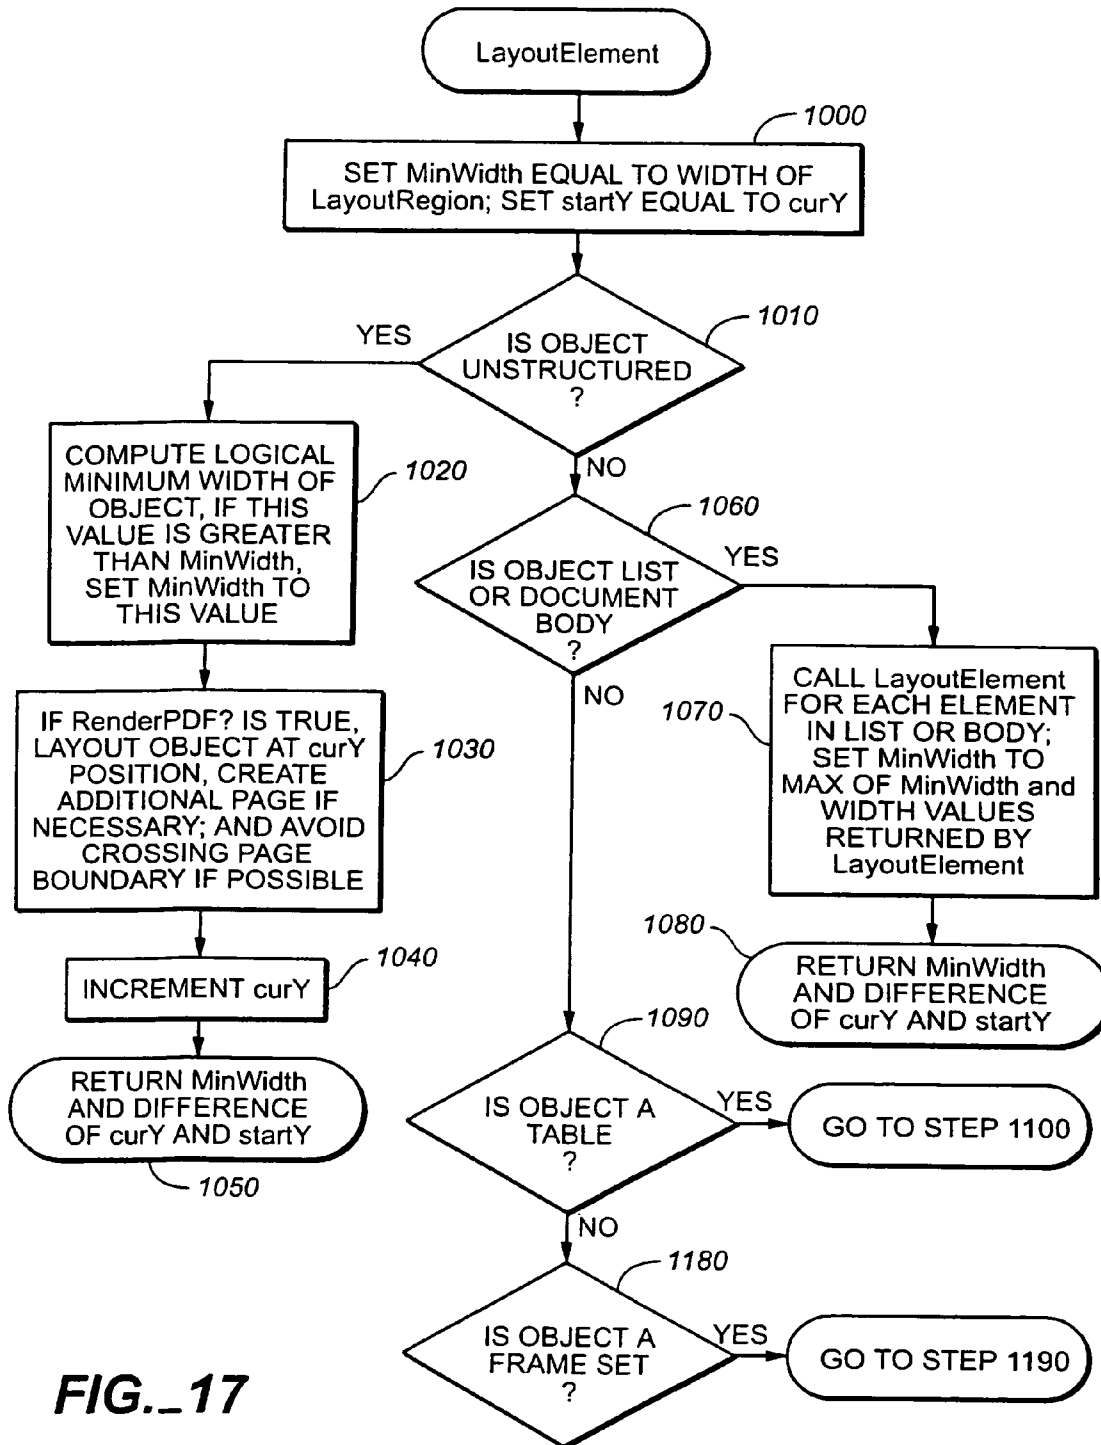 LayoutElement
1000
SET MinWidth EQUAL TO WIDTH OF
LayoutRegion; SET startY EQUAL TO curY
1010
YES
IS OBJECT
UNSTRUCTURED
?
NO
COMPUTE LOGICAL
MINIMUM WIDTH OF
OBJECT, IF THIS
VALUE IS GREATER
THAN MinWidth,
SET MinWidth TO
THIS VALUE
1020
1060
YES
IS OBJECT LIST
OR DOCUMENT
BODY
?
NO
IF RenderPDF? IS TRUE,
LAYOUT OBJECT AT curY
POSITION, CREATE
ADDITIONAL PAGE IF
NECESSARY; AND AVOID
CROSSING PAGE
BOUNDARY IF POSSIBLE
1030
1070
CALL LayoutElement
FOR EACH ELEMENT
IN LIST OR BODY;
SET MinWidth TO
MAX OF MinWidth and
WIDTH VALUES
RETURNED BY
LayoutElement
1040
INCREMENT curY
1080
RETURN MinWidth
AND DIFFERENCE
OF curY AND startY
RETURN MinWidth
AND DIFFERENCE
OF curY AND startY
1050
1090
IS OBJECT A
TABLE
?
YES
GO TO STEP 1100
NO
1180
IS OBJECT A
FRAME SET
?
YES
GO TO STEP 1190
FIG._17